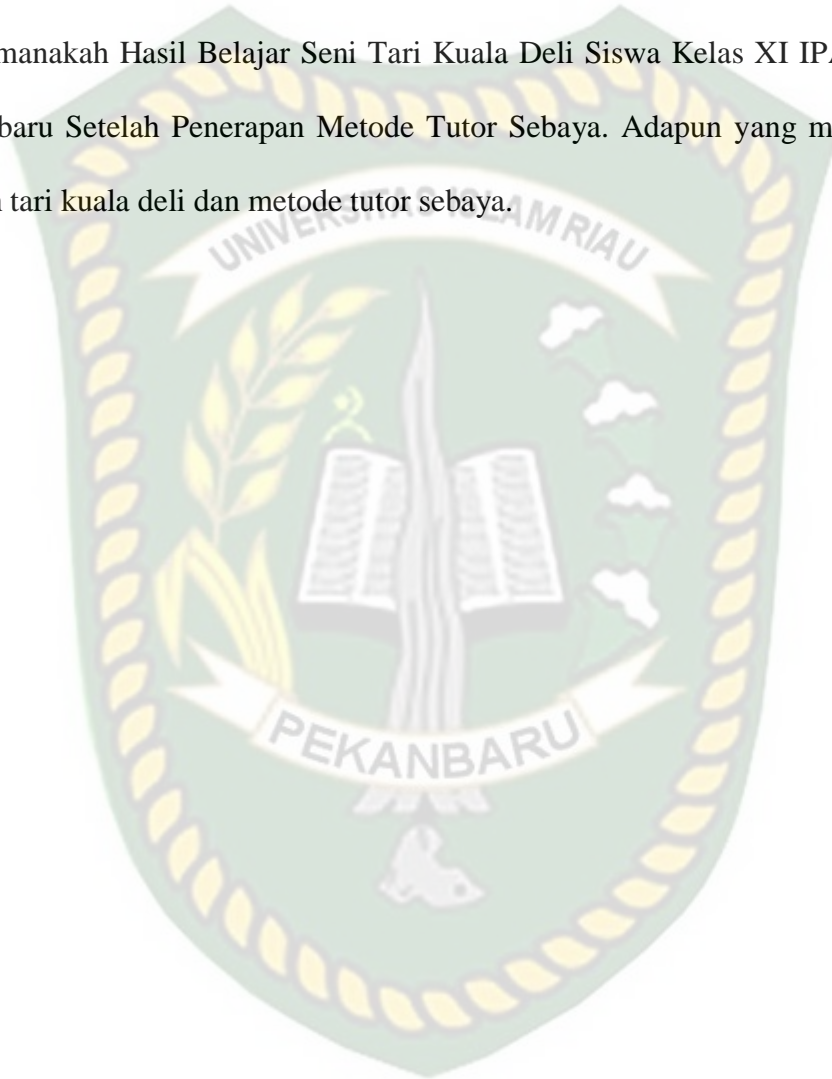 manakah Hasil Belajar Seni Tari Kuala Deli Siswa Kelas XI IPA
baru Setelah Penerapan Metode Tutor Sebaya. Adapun yang m
tari kuala deli dan metode tutor sebaya.
UNIVERSITAS ISLAM RIAU
PEKANBARU